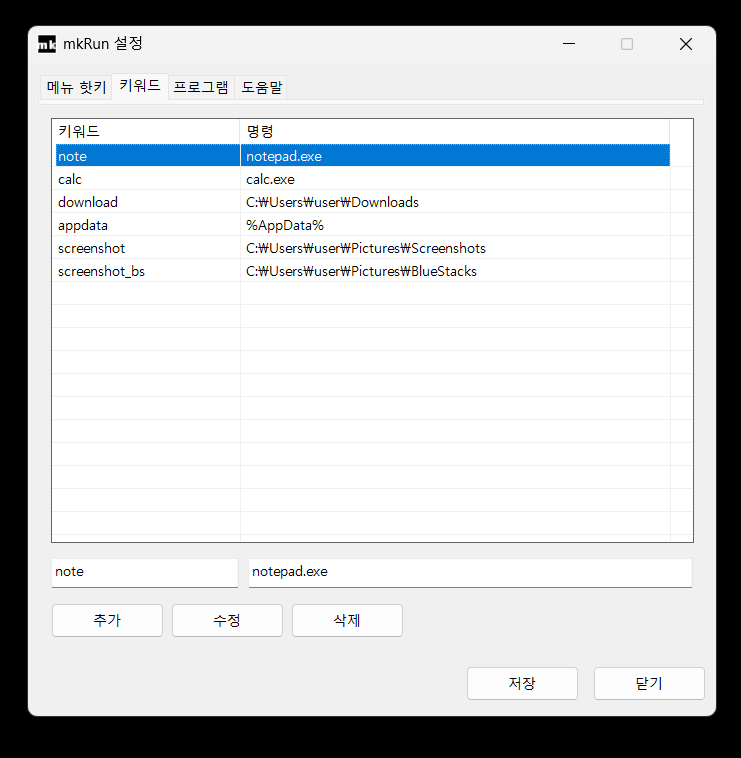 mk mkRun 설정
메뉴 핫키 키워드 프로그램 도움말
키워드 명령
note notepad.exe
calc calc.exe
download C:₩Users₩user₩Downloads
appdata %AppData%
screenshot C:₩Users₩user₩Pictures₩Screenshots
screenshot_bs C:₩Users₩user₩Pictures₩BlueStacks
note notepad.exe
추가 수정 삭제
저장 닫기